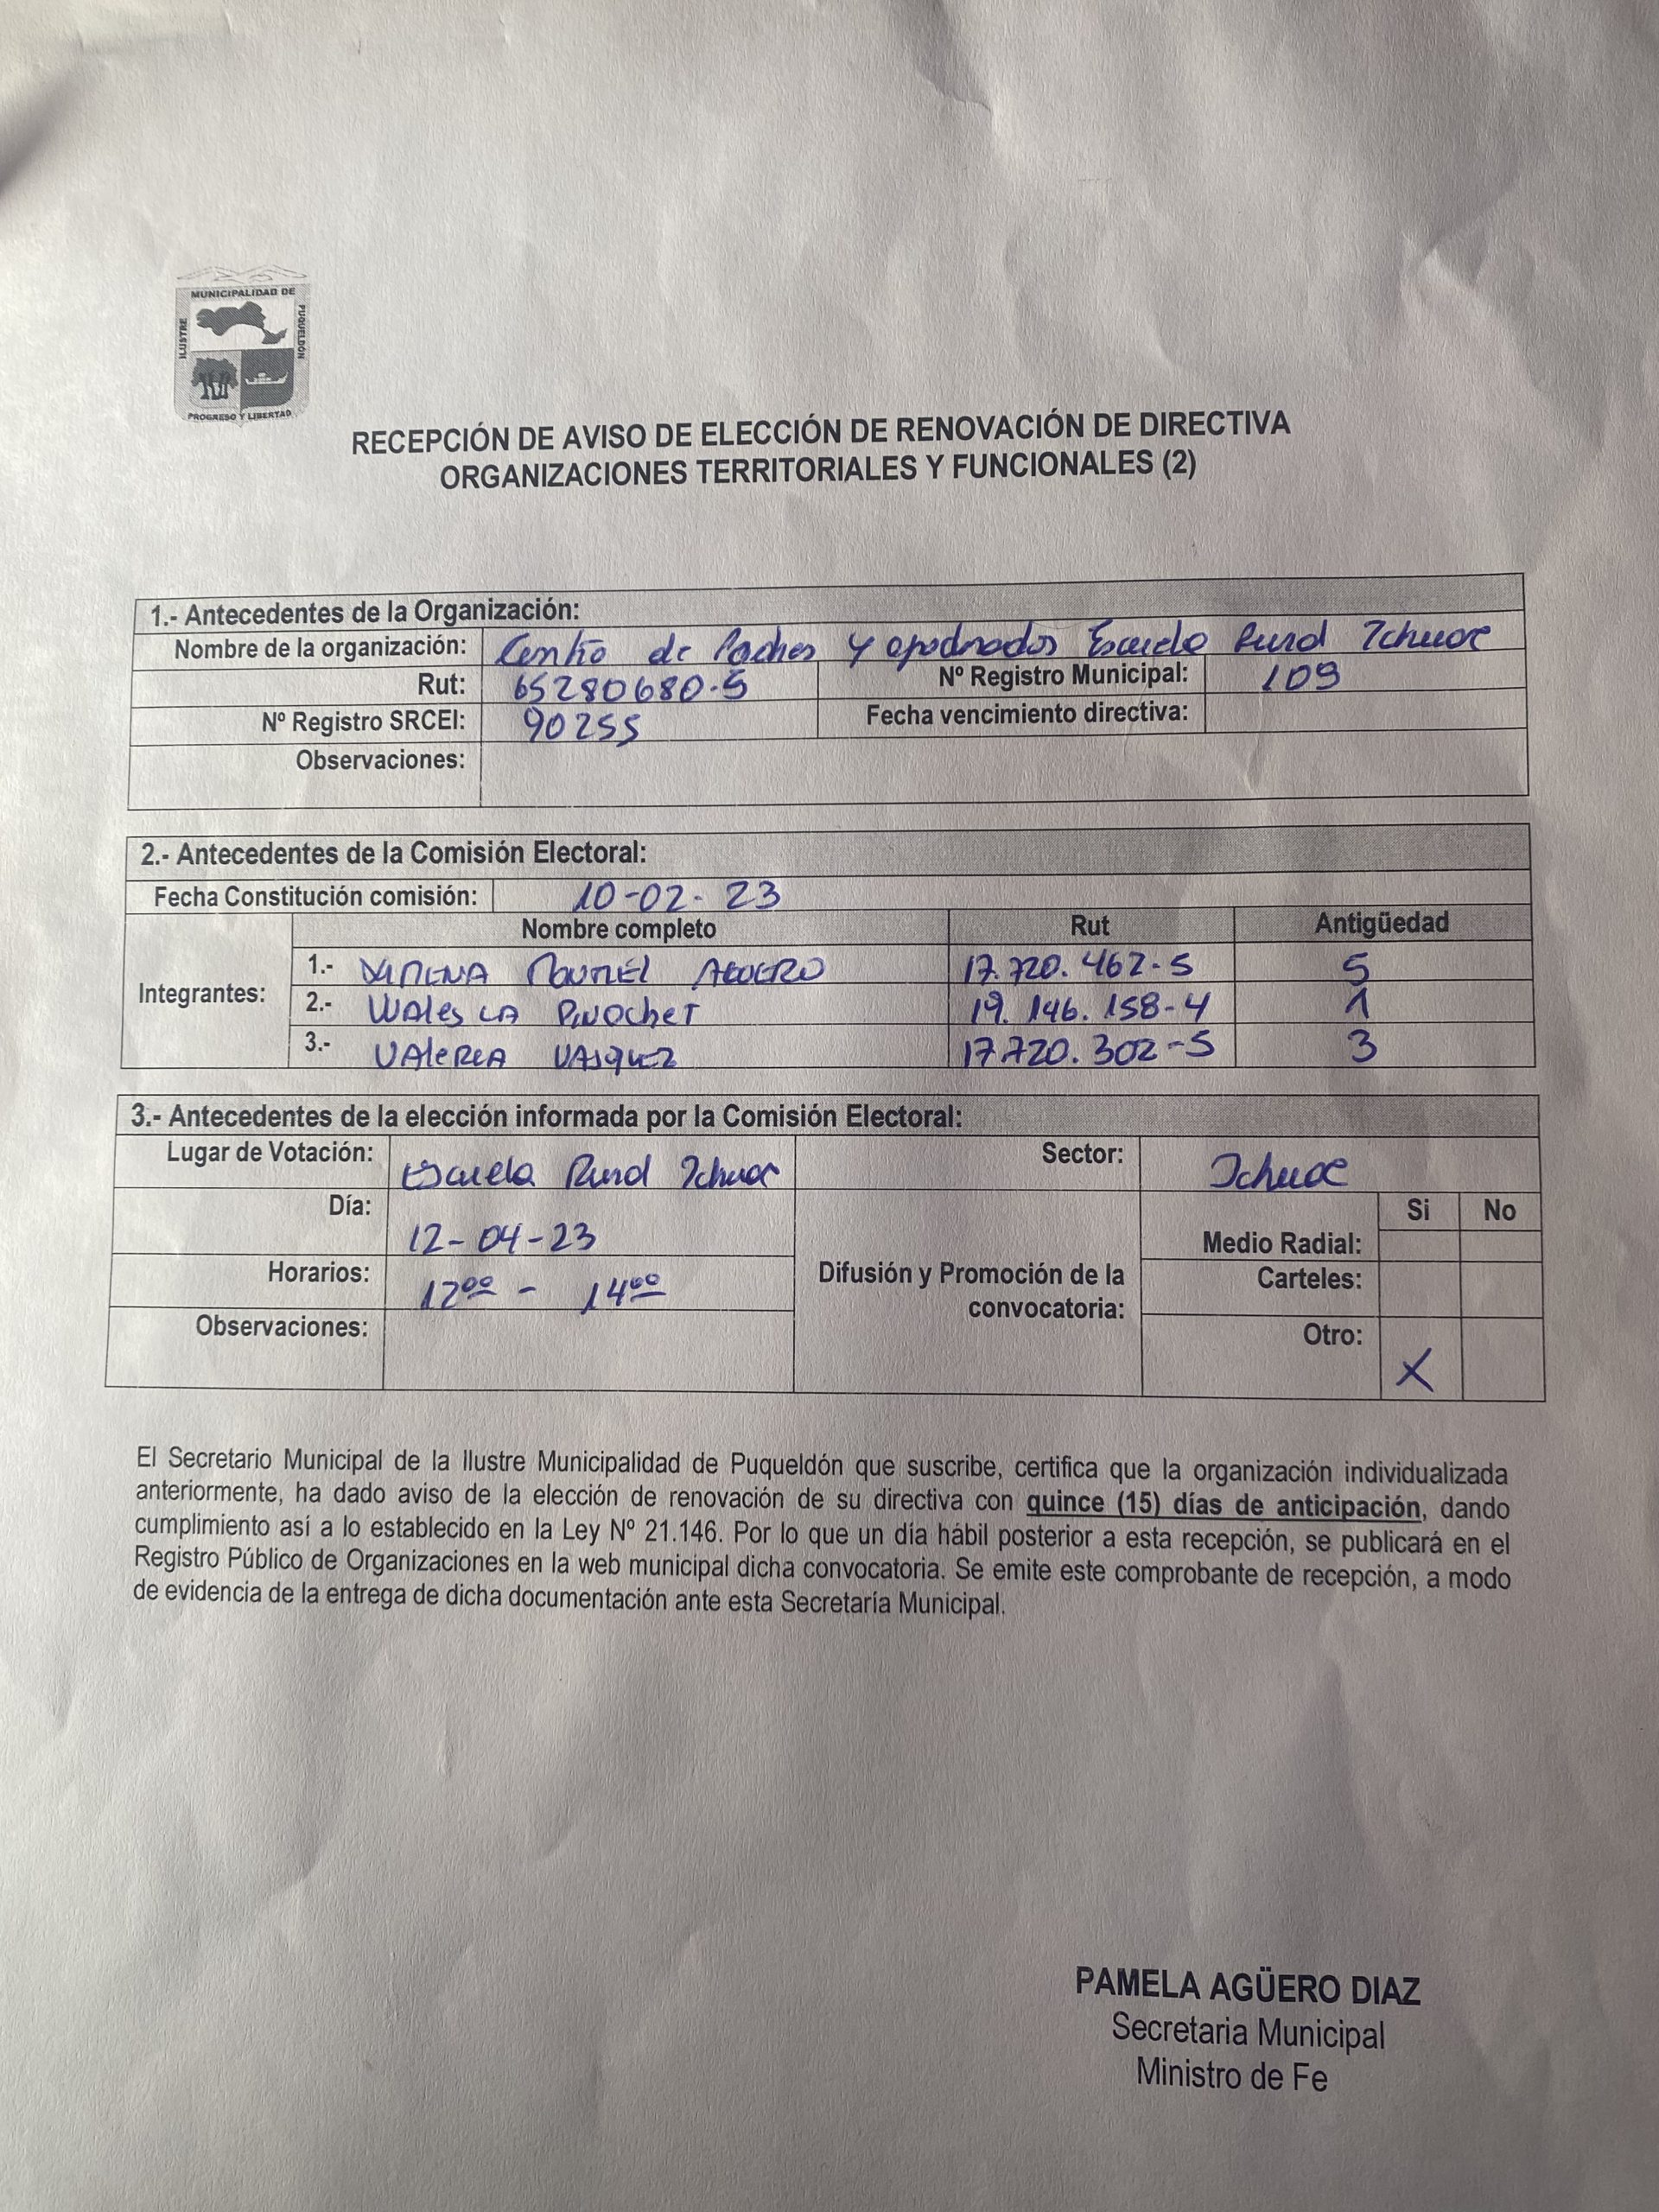 MUNICIPALIDAD DE
ILUSTRE
PUQUELDÓN
PROGRESO Y LIBERTAD
RECEPCIÓN DE AVISO DE ELECCIÓN DE RENOVACIÓN DE DIRECTIVA
ORGANIZACIONES TERRITORIALES Y FUNCIONALES (2)
1.- Antecedentes de la Organización:
Nombre de la organización: Centro de Padres y apoderados Escuela Rural Ichuac
Rut: 65280680-5 Nº Registro Municipal: 109
Nº Registro SRCEI: 90255 Fecha vencimiento directiva:
Observaciones:
2.- Antecedentes de la Comisión Electoral:
Fecha Constitución comisión: 10-02-23
Nombre completo Rut Antigüedad
Integrantes:
1.- AGUERO 17.720.462-5 5
2.- WALESCA PINOCHET 19.146.158-4 1
3.- VALERIA VASQUEZ 17.720.302-5 3
3.- Antecedentes de la elección informada por la Comisión Electoral:
Lugar de Votación: Escuela Rural Ichuac Sector: Ichuac
Día: 12-04-23 Si No
Medio Radial:
Horarios: 12:00 - 14:00 Difusión y Promoción de la convocatoria: Carteles:
Observaciones: Otro: X
El Secretario Municipal de la Ilustre Municipalidad de Puqueldón que suscribe, certifica que la organización individualizada
anteriormente, ha dado aviso de la elección de renovación de su directiva con quince (15) días de anticipación, dando
cumplimiento así a lo establecido en la Ley Nº 21.146. Por lo que un día hábil posterior a esta recepción, se publicará en el
Registro Público de Organizaciones en la web municipal dicha convocatoria. Se emite este comprobante de recepción, a modo
de evidencia de la entrega de dicha documentación ante esta Secretaría Municipal.
PAMELA AGÜERO DIAZ
Secretaria Municipal
Ministro de Fe